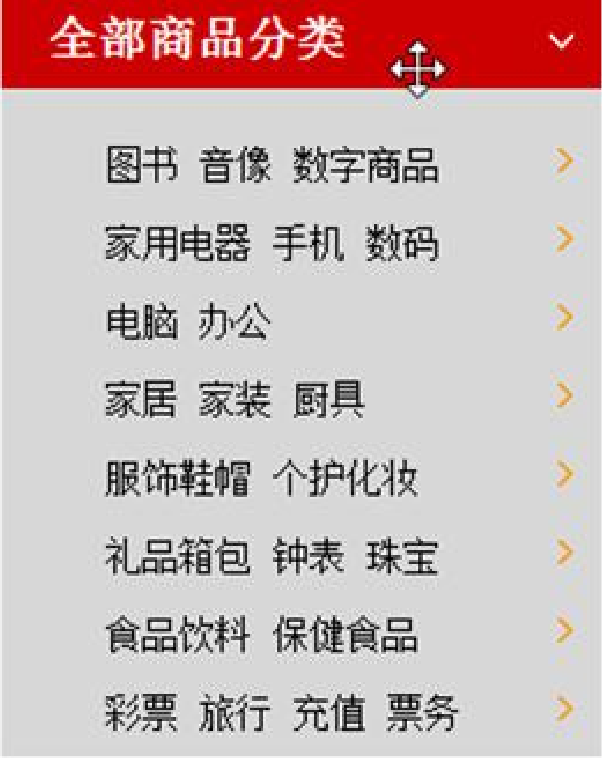 全部商品分类
图书 音像 数字商品
家用电器 手机 数码
电脑 办公
家居 家装 厨具
服饰鞋帽 个护化妆
礼品箱包 钟表 珠宝
食品饮料 保健食品
彩票 旅行 充值 票务